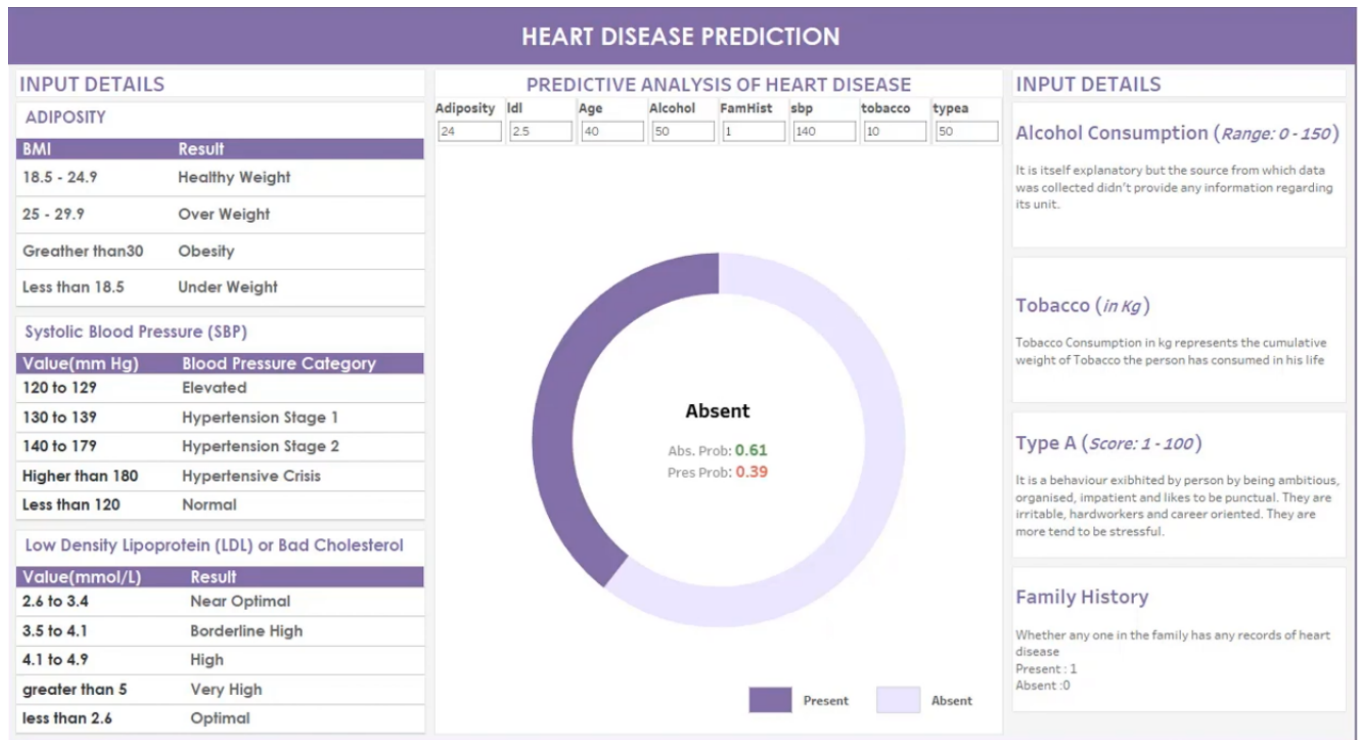 HEART DISEASE PREDICTION
INPUT DETAILS
ADIPOSITY
BMI Result
18.5 - 24.9 Healthy Weight
25 - 29.9 Over Weight
Greather than30 Obesity
Less than 18.5 Under Weight
Systolic Blood Pressure (SBP)
Value(mm Hg) Blood Pressure Category
120 to 129 Elevated
130 to 139 Hypertension Stage 1
140 to 179 Hypertension Stage 2
Higher than 180 Hypertensive Crisis
Less than 120 Normal
Low Density Lipoprotein (LDL) or Bad Cholesterol
Value(mmol/L) Result
2.6 to 3.4 Near Optimal
3.5 to 4.1 Borderline High
4.1 to 4.9 High
greater than 5 Very High
less than 2.6 Optimal
PREDICTIVE ANALYSIS OF HEART DISEASE
Adiposity ldl Age Alcohol FamHist sbp tobacco typea
24 2.5 40 50 1 140 10 50
Absent
Abs. Prob: 0.61
Pres Prob: 0.39
Present Absent
INPUT DETAILS
Alcohol Consumption (Range: 0 - 150)
It is itself explanatory but the source from which data
was collected didn't provide any information regarding
its unit.
Tobacco (in Kg)
Tobacco Consumption in kg represents the cumulative
weight of Tobacco the person has consumed in his life
Type A (Score: 1 - 100)
It is a behaviour exibhited by person by being ambitious,
organised, impatient and likes to be punctual. They are
irritable, hardworkers and career oriented. They are
more tend to be stressful.
Family History
Whether any one in the family has any records of heart
disease
Present : 1
Absent :0